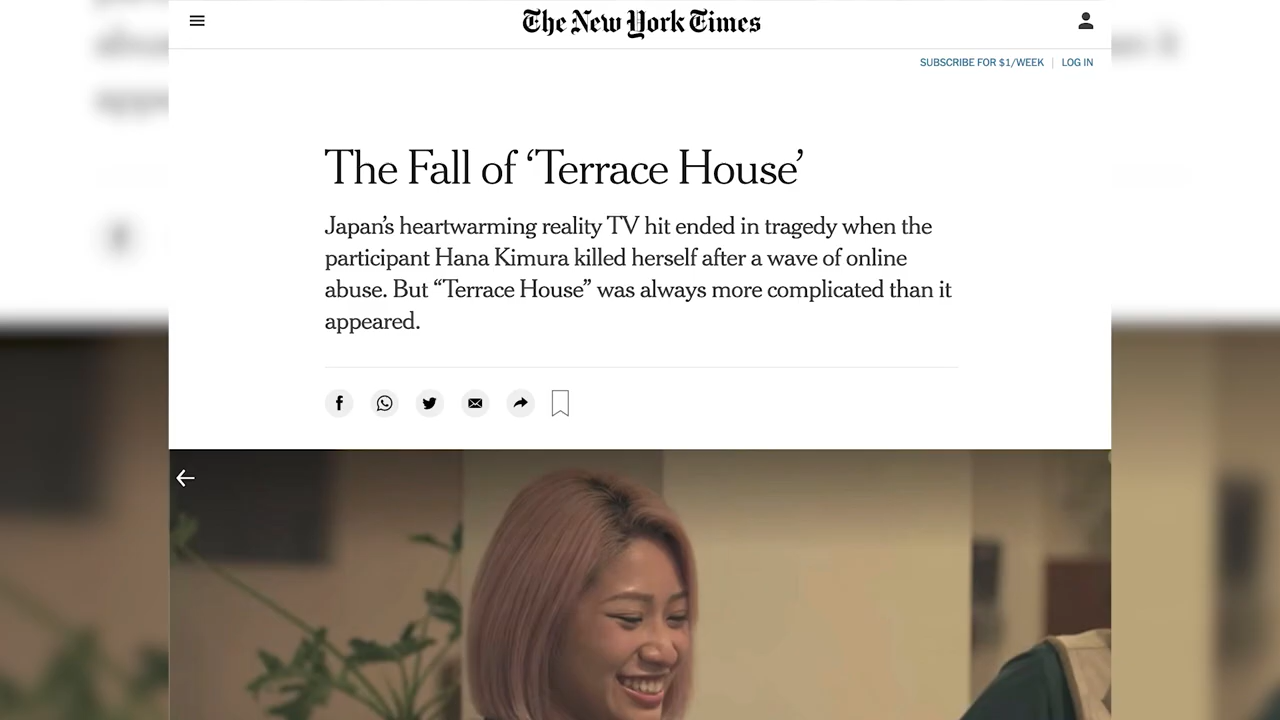 The New York Times
SUBSCRIBE FOR $1/WEEK | LOG IN
The Fall of ‘Terrace House’
Japan’s heartwarming reality TV hit ended in tragedy when the
participant Hana Kimura killed herself after a wave of online
abuse. But “Terrace House” was always more complicated than it
appeared.